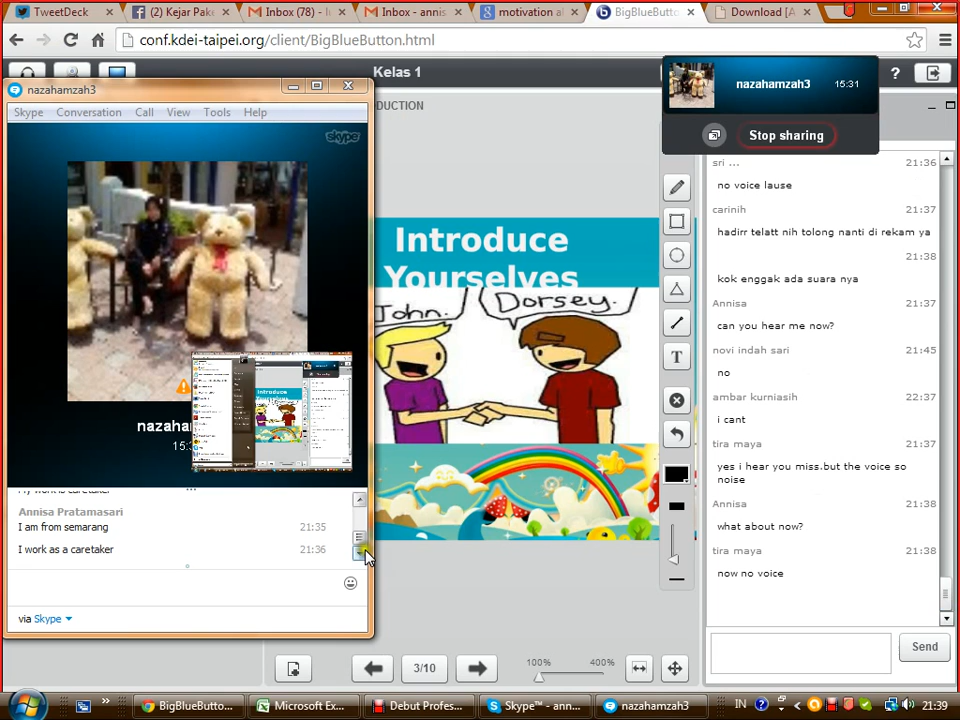 TweetDeck
(2) Kejar Pak
Inbox (78) - l
Inbox - annis
motivation al
BigBlueButto
Download [A
conf.kdei-taipei.org/client/BigBlueButton.html
Kelas 1
?
nazahamzah3
Skype Conversation Call View Tools Help
skype
DUCTION
nazahamzah3 15:31
Stop sharing
Introduce
Yourselves
John.
Dorsey.
My work is caretaker
Annisa Pratamasari
I am from semarang 21:35
I work as a caretaker 21:36
via Skype
T
sri ... 21:36
no voice lause
carinih 21:37
hadirr telatt nih tolong nanti di rekam ya
21:38
kok enggak ada suara nya
Annisa 21:37
can you hear me now?
novi indah sari 21:45
no
ambar kurniasih 22:37
i cant
tira maya 21:37
yes i hear you miss.but the voice so
noise
Annisa 21:38
what about now?
tira maya 21:38
now no voice
Send
3/10
100% 400%
BigBlueButto...
Microsoft Ex...
Debut Profes...
Skype™ - ann...
nazahamzah3
IN
21:39